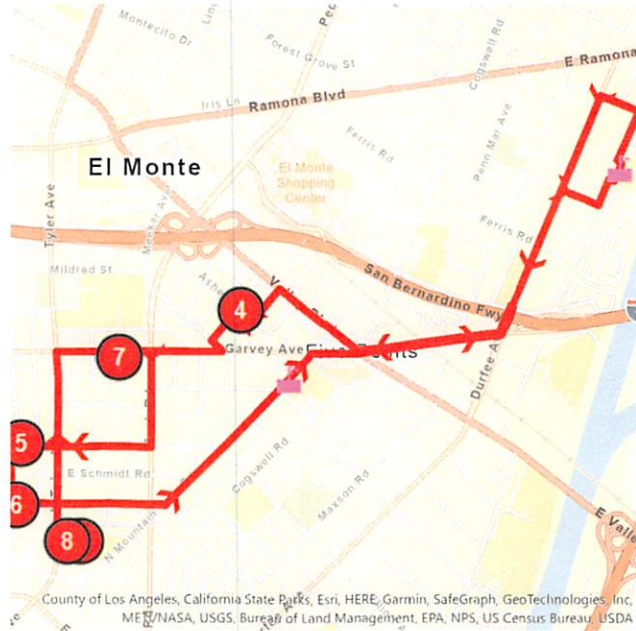 Montecito Dr
Forest Grove St
Cogswell Rd
E Ramona
Iris Ln
Ramona Blvd
Ferris Rd
Penn Mar Ave
El Monte
El Monte
Shopping
Center
Tyler Ave
Meeker Ave
Ferris Rd
Mildred St
San Bernardino Fwy
4
Garvey Ave
7
Durfee A
5
E Schmidt Rd
Cogswell Rd
Maxson Rd
6
N Mountain
8
E Valle
County of Los Angeles, California State Parks, Esri, HERE, Garmin, SafeGraph, GeoTechnologies, Inc,
METI/NASA, USGS, Bureau of Land Management, EPA, NPS, US Census Bureau, USDA